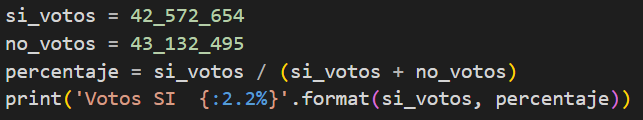 si_votos = 42_572_654
no_votos = 43_132_495
percentaje = si_votos / (si_votos + no_votos)
print('Votos SI  {:2.2%}'.format(si_votos, percentaje))